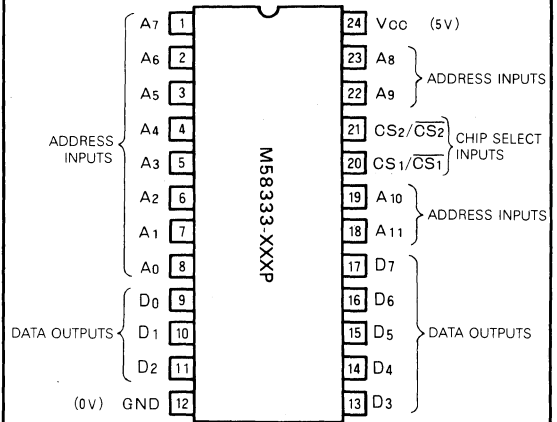 A7 1
A6 2
A5 3
A4 4
A3 5
A2 6
A1 7
A0 8
ADDRESS
INPUTS
D0 9
D1 10
D2 11
DATA OUTPUTS
(0V) GND 12
M58333-XXXP
24 VCC (5V)
23 A8
22 A9
ADDRESS INPUTS
21 CS2/C̅S̅2̅
20 CS1/C̅S̅1̅
CHIP SELECT
INPUTS
19 A10
18 A11
ADDRESS INPUTS
17 D7
16 D6
15 D5
14 D4
13 D3
DATA OUTPUTS